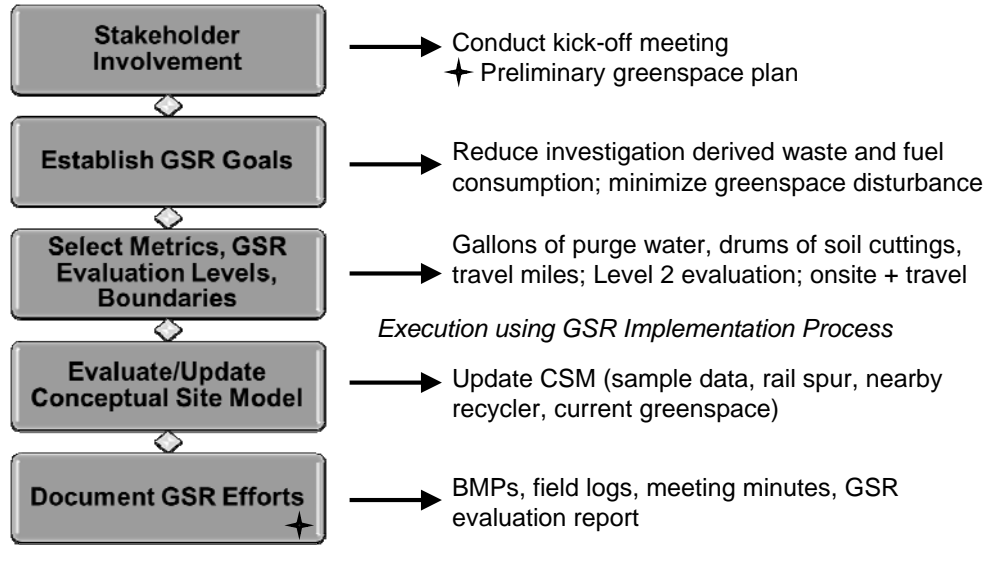 Stakeholder
Involvement
Conduct kick-off meeting
Preliminary greenspace plan
Establish GSR Goals
Reduce investigation derived waste and fuel
consumption; minimize greenspace disturbance
Select Metrics, GSR
Evaluation Levels,
Boundaries
Gallons of purge water, drums of soil cuttings,
travel miles; Level 2 evaluation; onsite + travel
Execution using GSR Implementation Process
Evaluate/Update
Conceptual Site Model
Update CSM (sample data, rail spur, nearby
recycler, current greenspace)
Document GSR Efforts
BMPs, field logs, meeting minutes, GSR
evaluation report